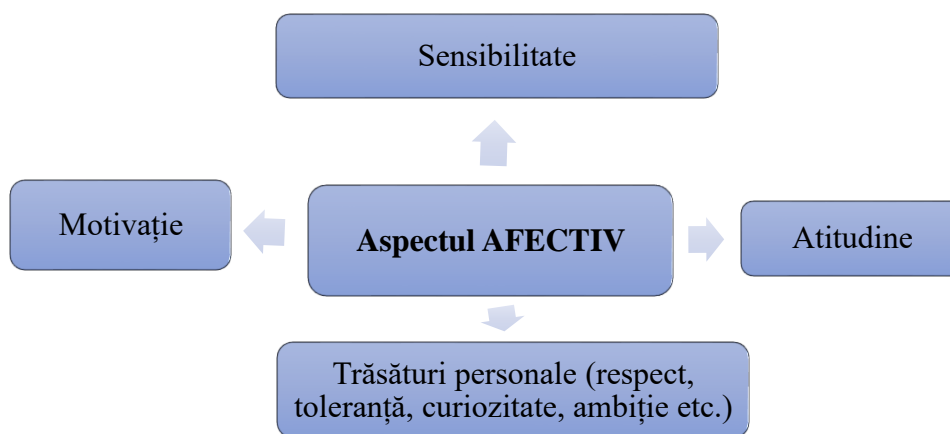 Sensibilitate
Motivație
Aspectul AFECTIV
Atitudine
Trăsături personale (respect,
toleranță, curiozitate, ambiție etc.)